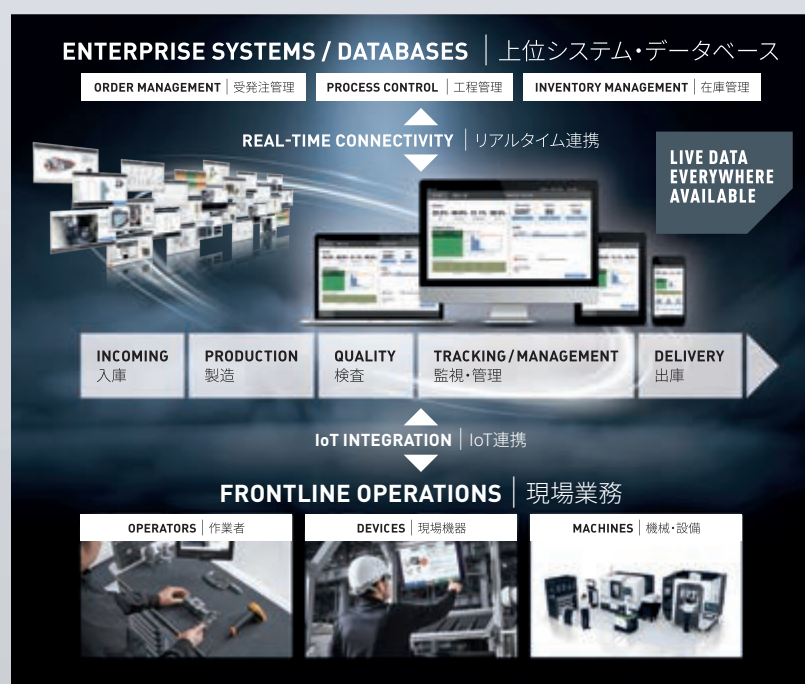 ENTERPRISE SYSTEMS / DATABASES | 上位システム・データベース
ORDER MANAGEMENT | 受発注管理
PROCESS CONTROL | 工程管理
INVENTORY MANAGEMENT | 在庫管理
REAL-TIME CONNECTIVITY | リアルタイム連携
LIVE DATA
EVERYWHERE
AVAILABLE
INCOMING
入庫
PRODUCTION
製造
QUALITY
検査
TRACKING/MANAGEMENT
監視・管理
DELIVERY
出庫
IoT INTEGRATION | IoT連携
FRONTLINE OPERATIONS | 現場業務
OPERATORS | 作業者
DEVICES | 現場機器
MACHINES | 機械・設備